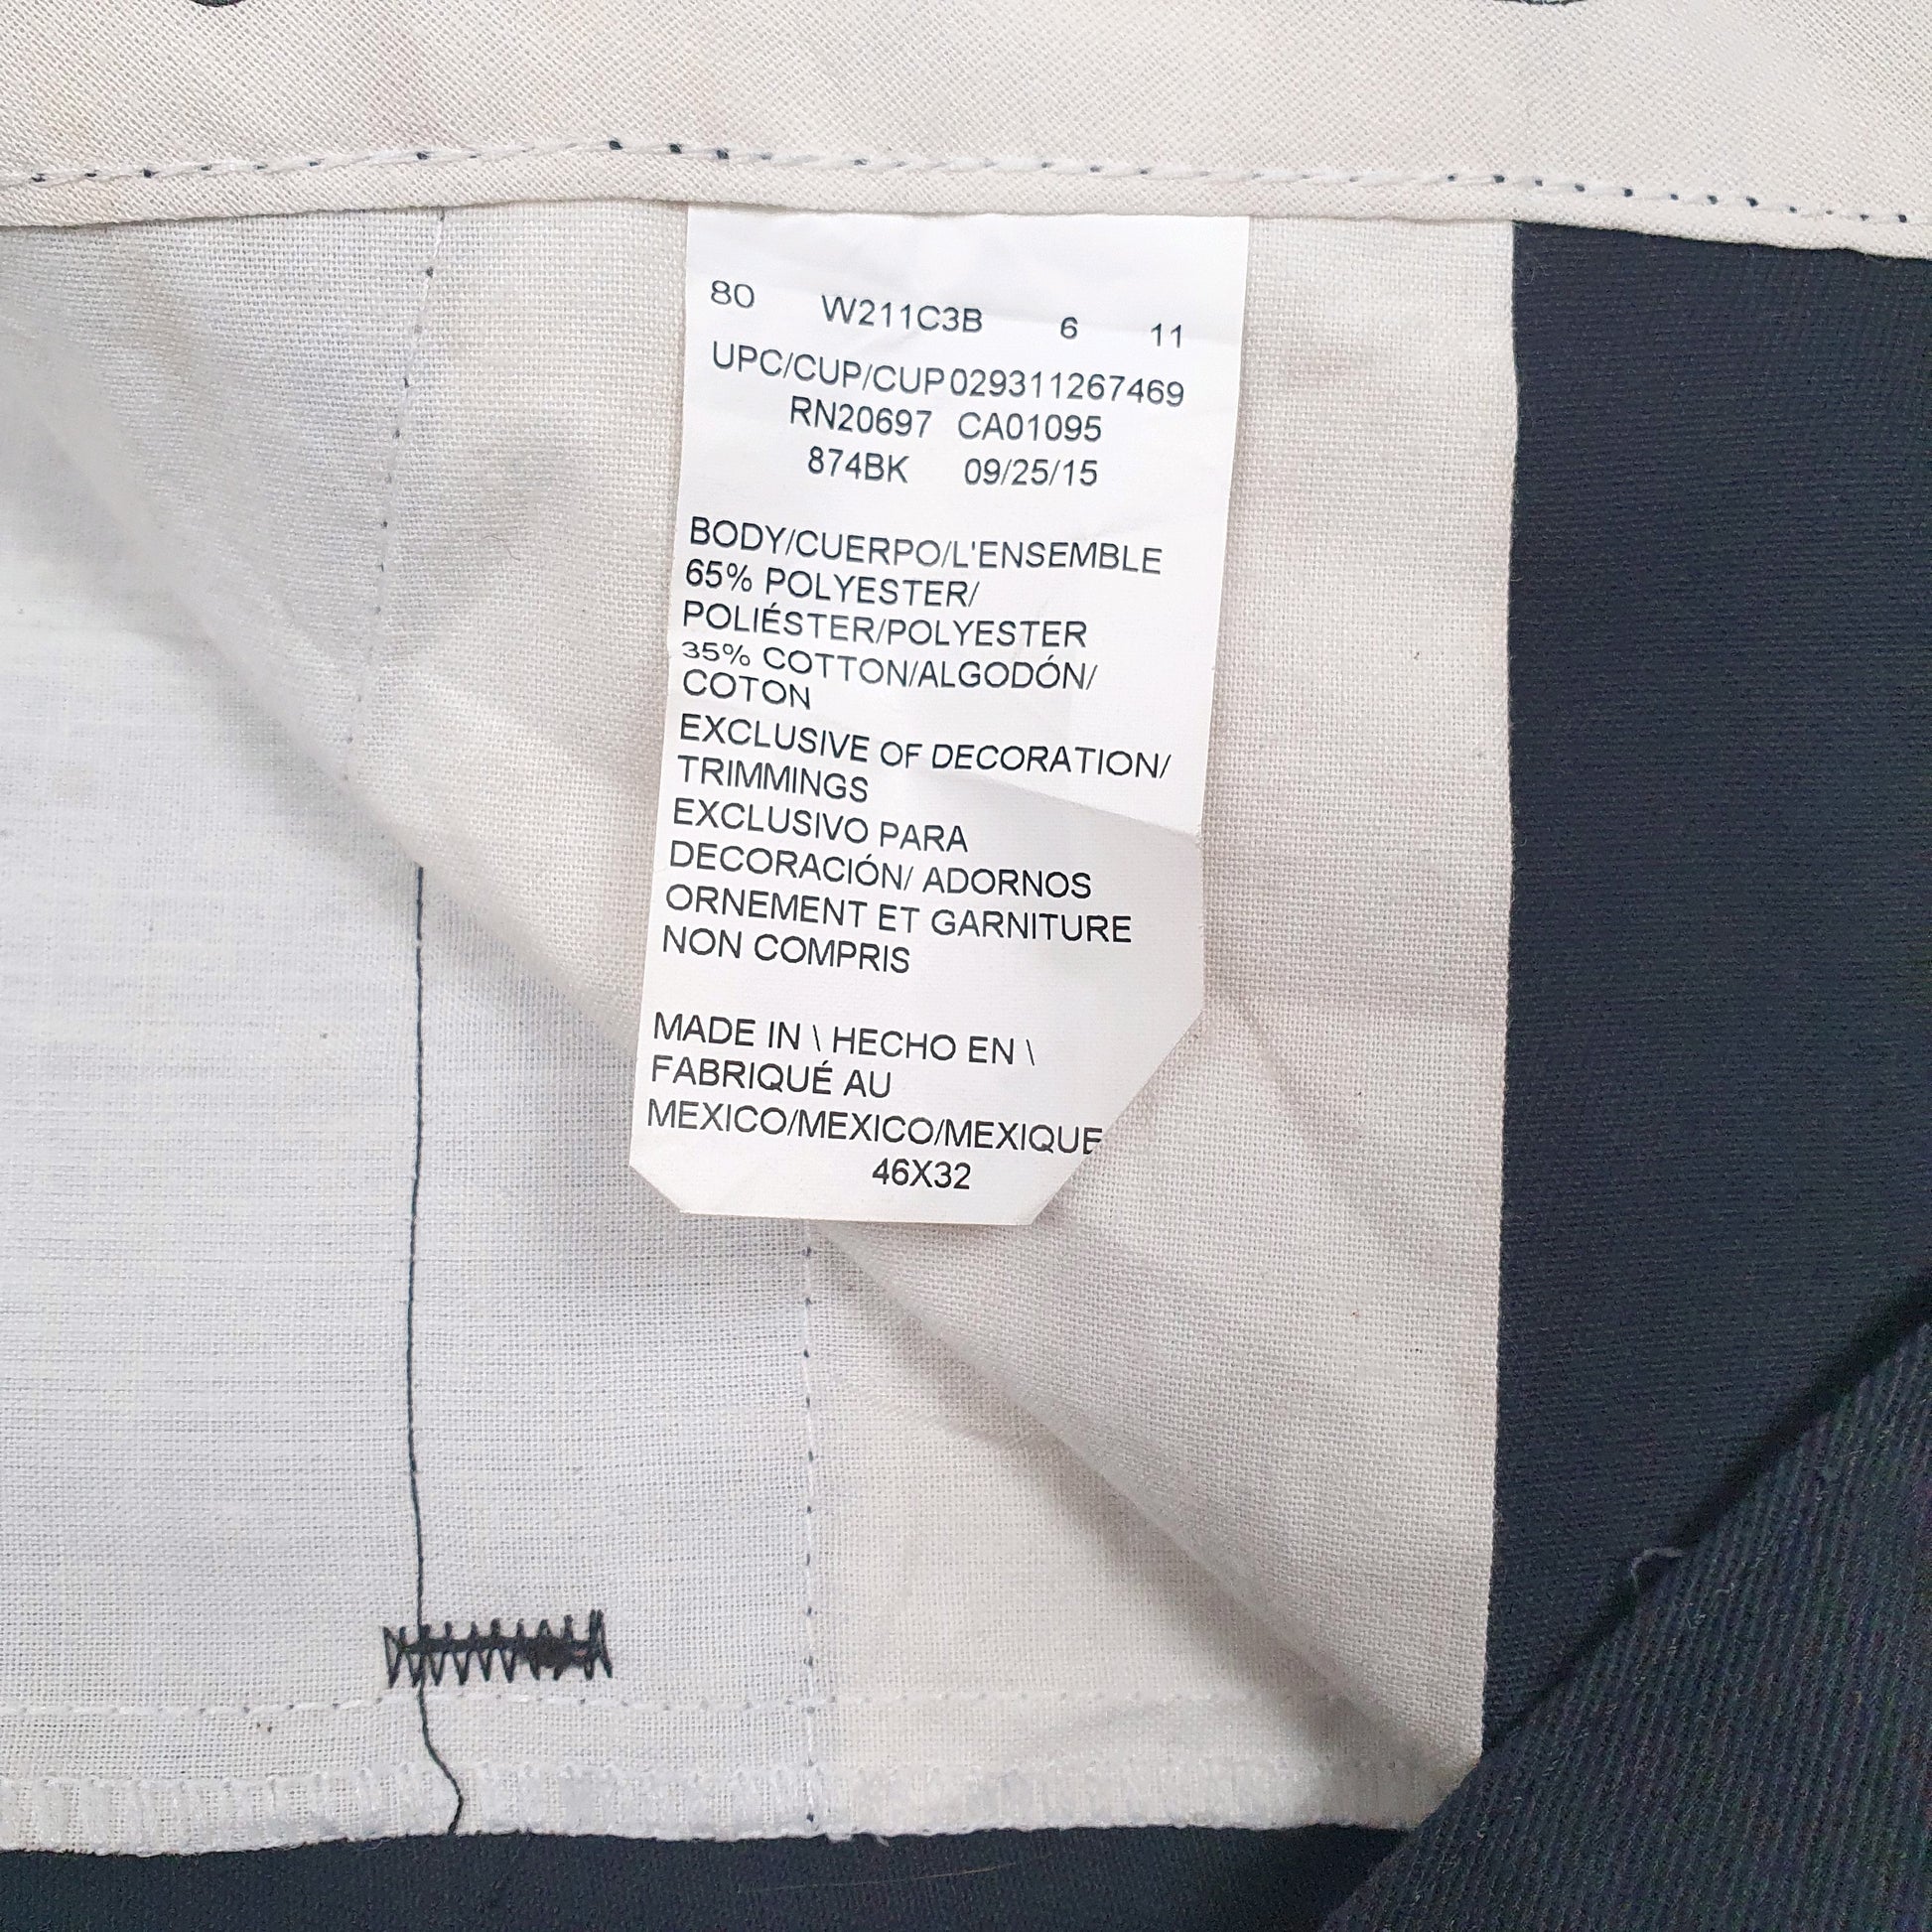 80 W211C3B 6 11
UPC/CUP/CUP029311267469
RN20697 CA01095
874BK 09/25/15
BODY/CUERPO/L'ENSEMBLE
65% POLYESTER/
POLIÉSTER/POLYESTER
35% COTTON/ALGODÓN/
COTON
EXCLUSIVE OF DECORATION/
TRIMMINGS
EXCLUSIVO PARA
DECORACIÓN/ ADORNOS
ORNEMENT ET GARNITURE
NON COMPRIS
MADE IN \ HECHO EN \
FABRIQUÉ AU
MEXICO/MEXICO/MEXIQUE
46X32